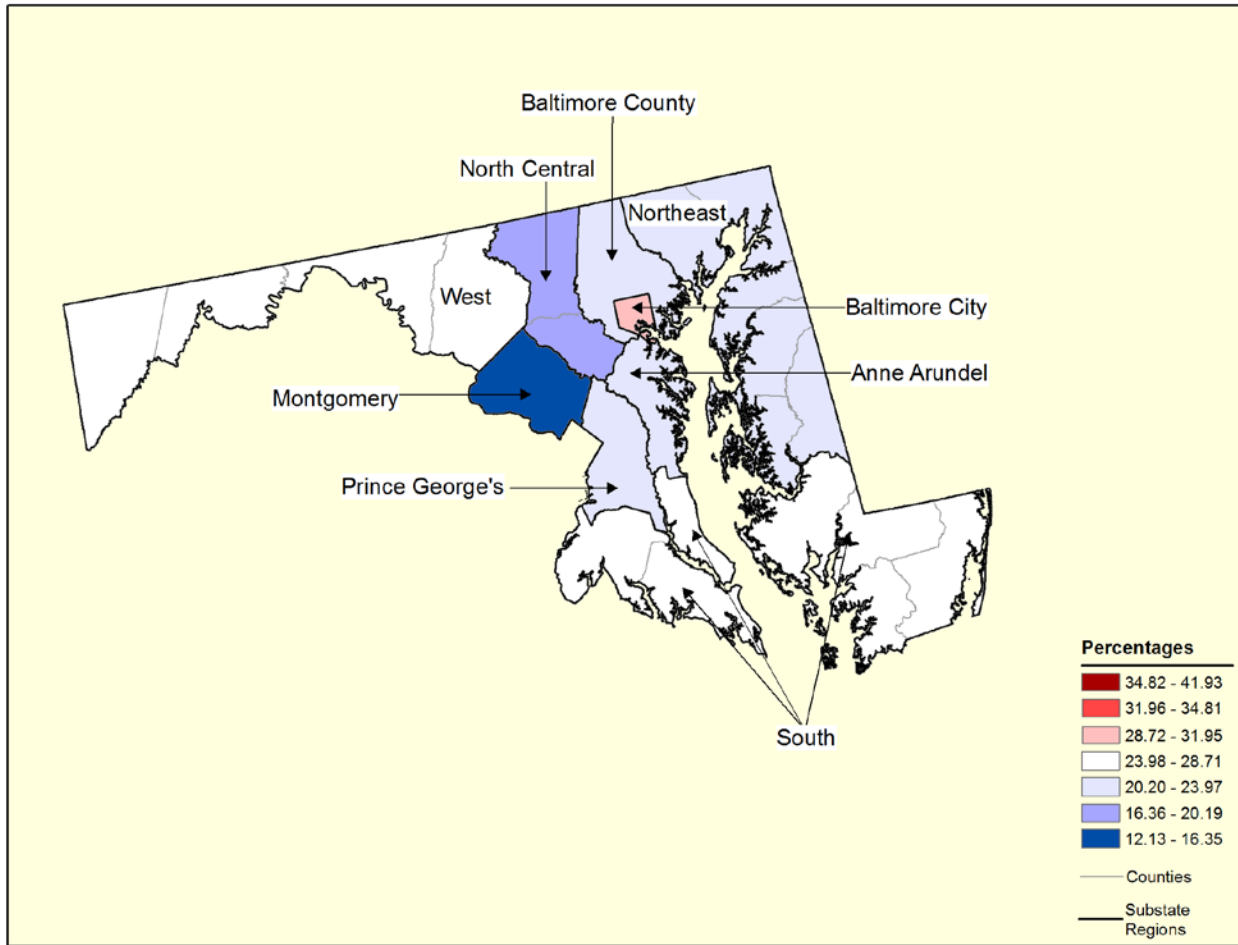 Baltimore County
North Central
Northeast
West
Baltimore City
Anne Arundel
Montgomery
Prince George's
South
Percentages
34.82 - 41.93
31.96 - 34.81
28.72 - 31.95
23.98 - 28.71
20.20 - 23.97
16.36 - 20.19
12.13 - 16.35
Counties
Substate
Regions